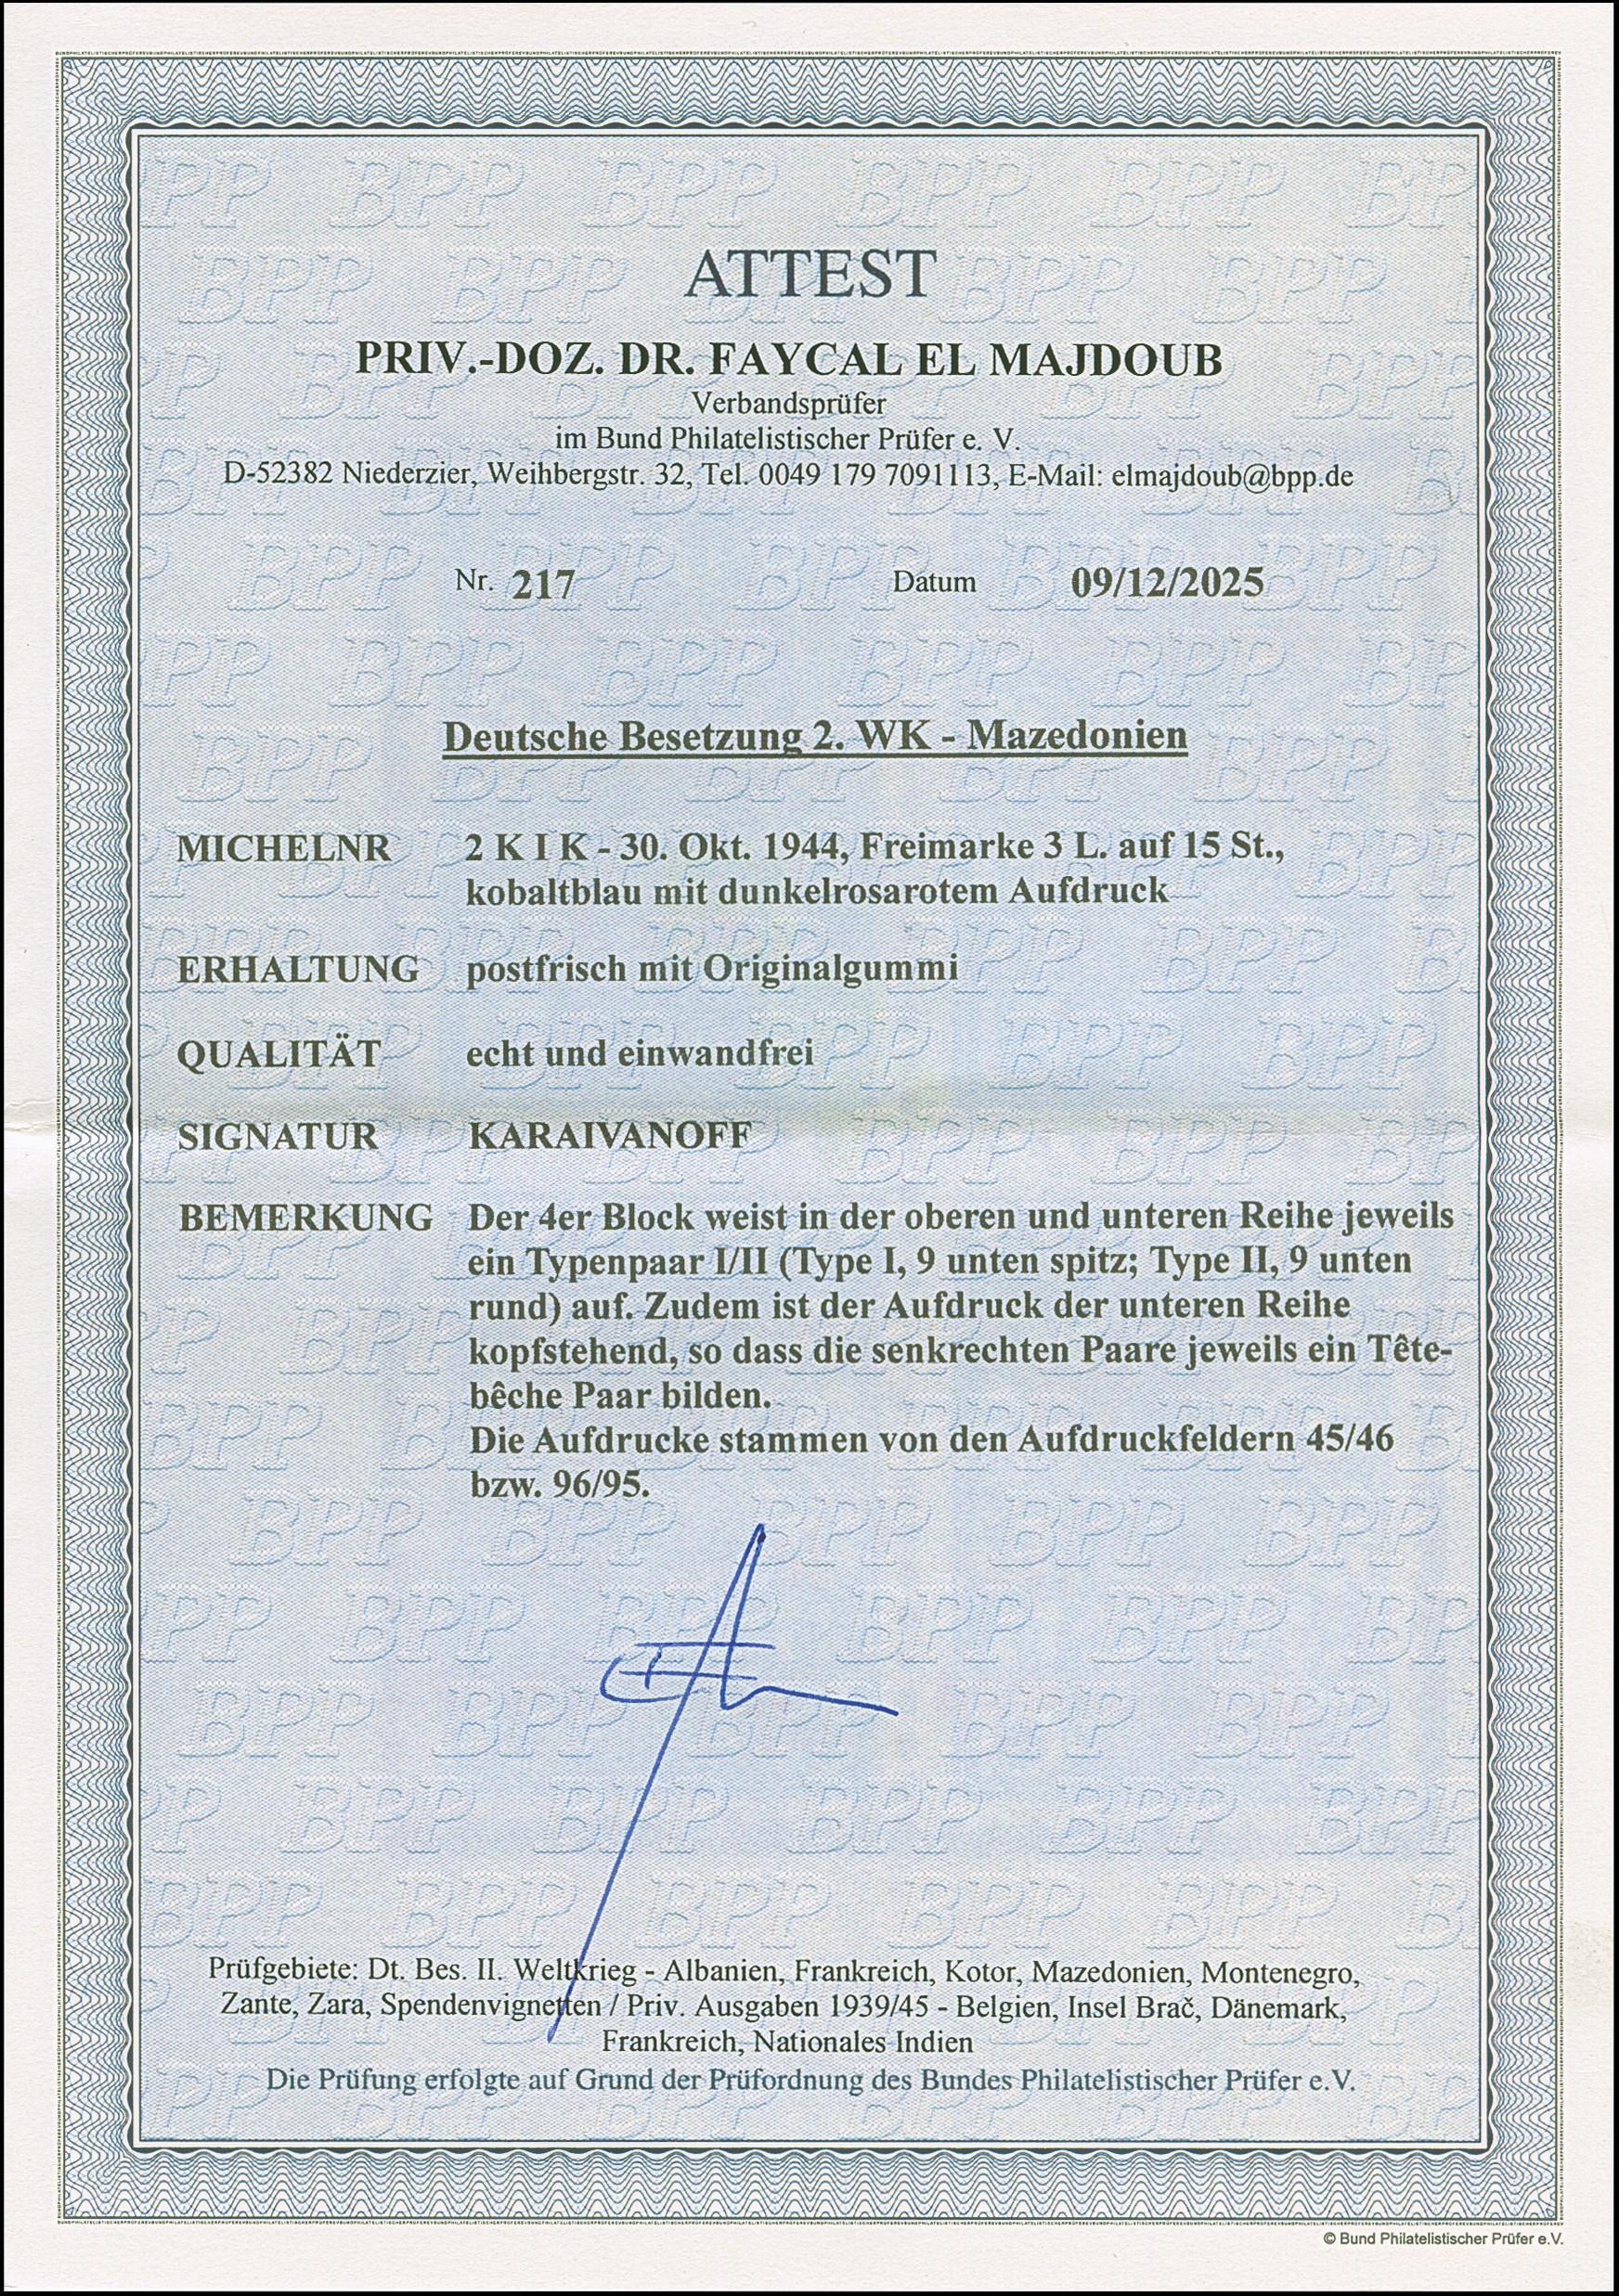 ATTEST
PRIV.-DOZ. DR. FAYCAL EL MAJDOUB
Verbandsprüfer
im Bund Philatelistischer Prüfer e. V.
D-52382 Niederzier, Weihbergstr. 32, Tel. 0049 179 7091113, E-Mail: elmajdoub@bpp.de
Nr. 217 Datum 09/12/2025
Deutsche Besetzung 2. WK - Mazedonien
MICHELNR 2 K I K - 30. Okt. 1944, Freimarke 3 L. auf 15 St.,
kobaltblau mit dunkelrosarotem Aufdruck
ERHALTUNG postfrisch mit Originalgummi
QUALITÄT echt und einwandfrei
SIGNATUR KARAIVANOFF
BEMERKUNG Der 4er Block weist in der oberen und unteren Reihe jeweils
ein Typenpaar I/II (Type I, 9 unten spitz; Type II, 9 unten
rund) auf. Zudem ist der Aufdruck der unteren Reihe
kopfstehend, so dass die senkrechten Paare jeweils ein Tête-
bêche Paar bilden.
Die Aufdrucke stammen von den Aufdruckfeldern 45/46
bzw. 96/95.
Prüfgebiete: Dt. Bes. II. Weltkrieg - Albanien, Frankreich, Kotor, Mazedonien, Montenegro,
Zante, Zara, Spendenvignetten / Priv. Ausgaben 1939/45 - Belgien, Insel Brač, Dänemark,
Frankreich, Nationales Indien
Die Prüfung erfolgte auf Grund der Prüfordnung des Bundes Philatelistischer Prüfer e.V.
© Bund Philatelistischer Prüfer e.V.